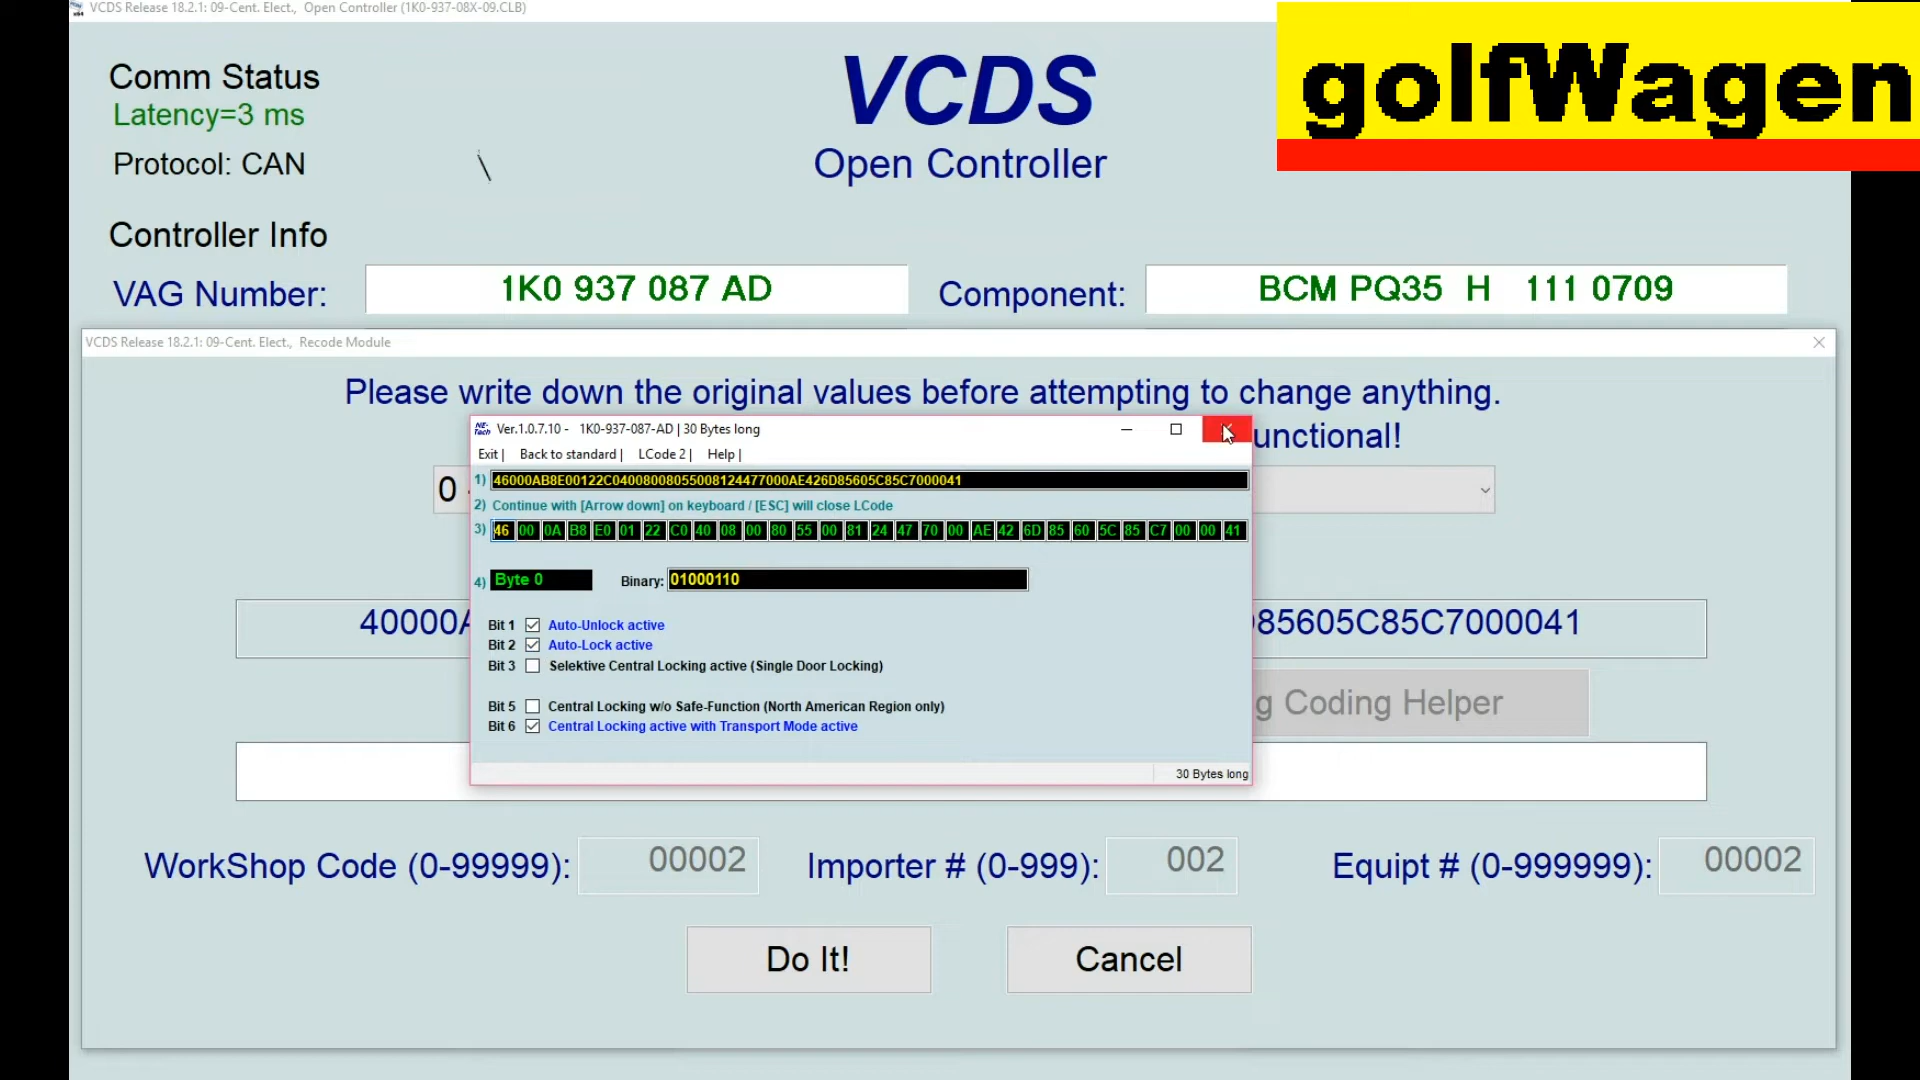 VCDS Release 18.2.1: 09-Cent. Elect.,  Open Controller (1K0-937-08X-09.CLB)
golfWagen
Comm Status
Latency=3 ms
Protocol: CAN
\
VCDS
Open Controller
Controller Info
VAG Number: 1K0 937 087 AD Component: BCM PQ35 H 111 0709
VCDS Release 18.2.1: 09-Cent. Elect.,  Recode Module
Please write down the original values before attempting to change anything.
unctional!
NE-Tech Ver.1.0.7.10 - 1K0-937-087-AD | 30 Bytes long
Exit | Back to standard | LCode 2 | Help |
1) 46000AB8E00122C04008008055008124477000AE426D85605C85C7000041
2) Continue with [Arrow down] on keyboard / [ESC] will close LCode
3) 46 00 0A B8 E0 01 22 C0 40 08 00 80 55 00 81 24 47 70 00 AE 42 6D 85 60 5C 85 C7 00 00 41
0
4) Byte 0 Binary: 01000110
Bit 1 Auto-Unlock active
Bit 2 Auto-Lock active
Bit 3 Selektive Central Locking active (Single Door Locking)
Bit 5 Central Locking w/o Safe-Function (North American Region only)
Bit 6 Central Locking active with Transport Mode active
30 Bytes long
40000A
85605C85C7000041
g Coding Helper
WorkShop Code (0-99999): 00002 Importer # (0-999): 002 Equipt # (0-999999): 00002
Do It! Cancel